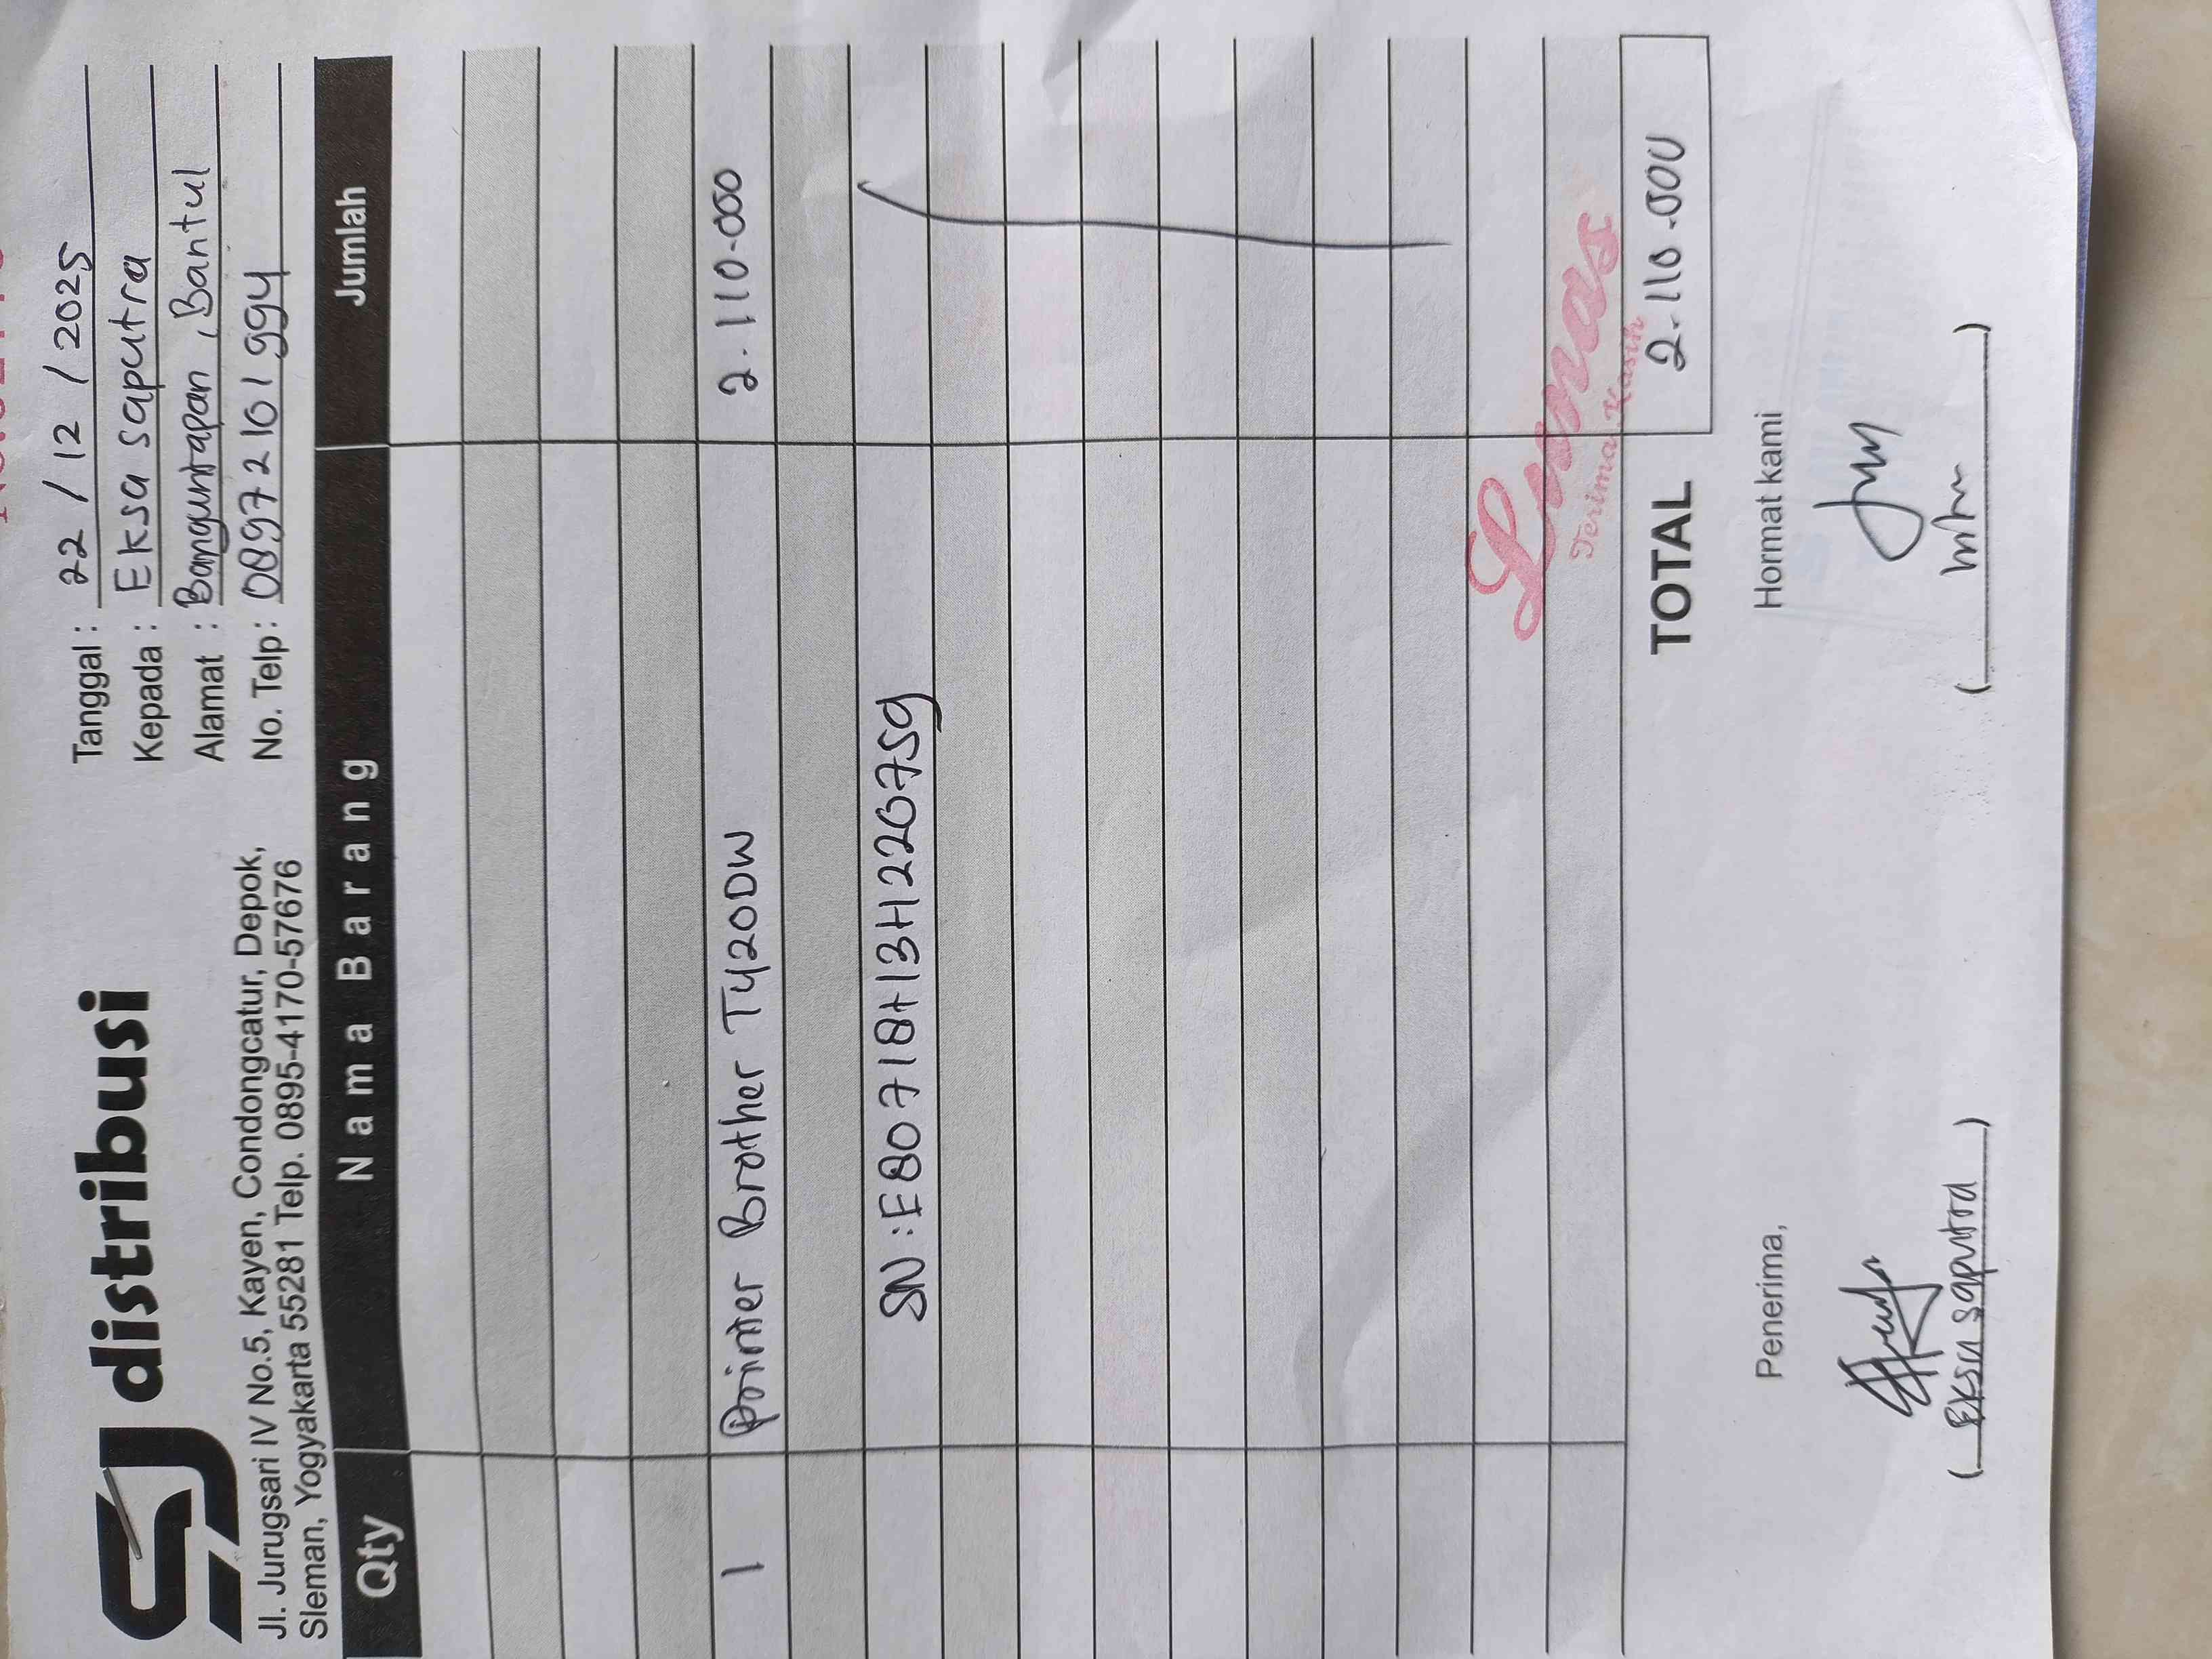 distribusi
Jl. Jurugsari IV No.5, Kayen, Condongcatur, Depok,
Sleman, Yogyakarta 55281 Telp. 0895-4170-57676
Tanggal : 22 / 12 / 2025
Kepada : Eksa saputra
Alamat : Banguntapan , Bantul
No. Telp : 08972101994
Qty Nama Barang Jumlah
1 Printer Brother T420DW 2.110.000
SN : E80718H13H220759
Lunas
Terima Kasih
TOTAL 2.110.000
Penerima, Hormat kami
( Eksa saputra ) ( )